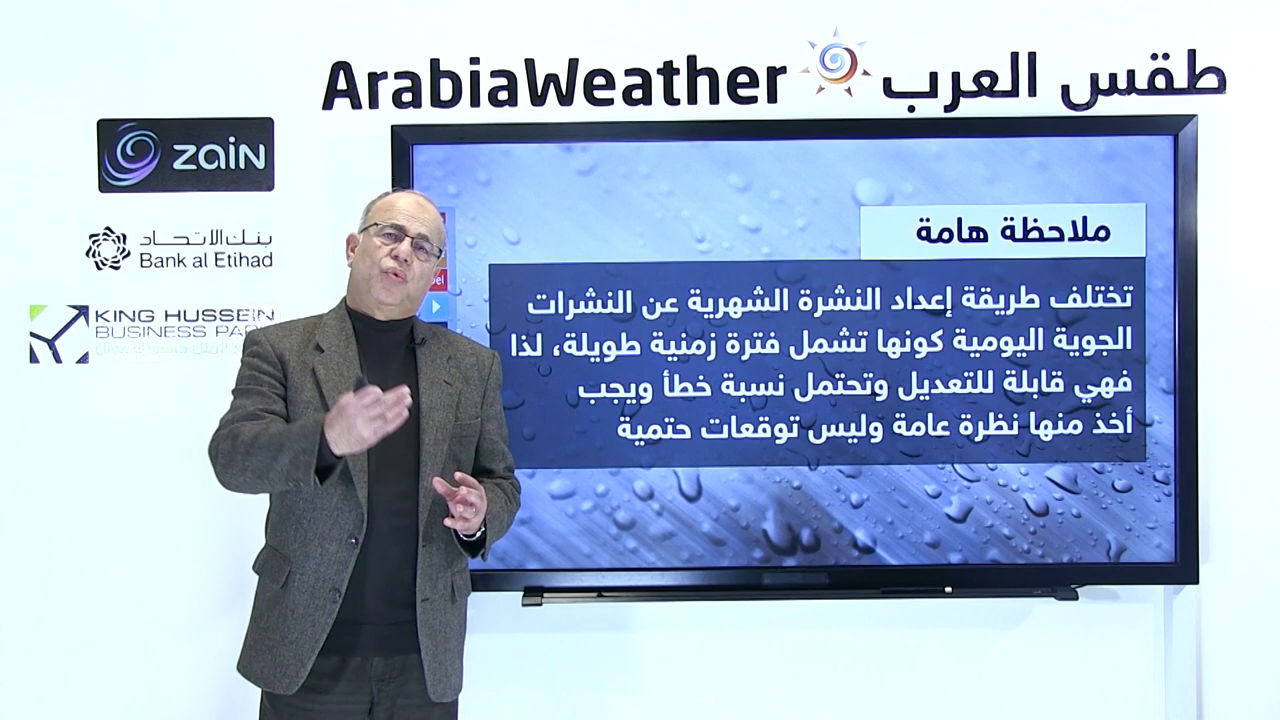 ArabiaWeather طقس العرب
zain
بنك الاتحاد
Bank al Etihad
KING HUSSEIN
BUSINESS PARK
ملاحظة هامة
تختلف طريقة إعداد النشرة الشهرية عن النشرات
الجوية اليومية كونها تشمل فترة زمنية طويلة، لذا
فهي قابلة للتعديل وتحتمل نسبة خطأ ويجب
أخذ منها نظرة عامة وليس توقعات حتمية